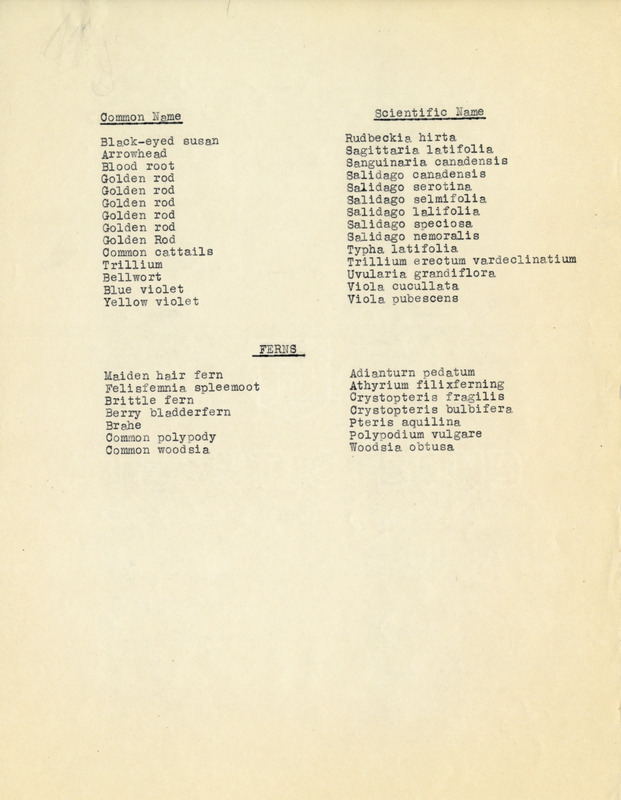 Common Name Scientific Name
Black-eyed susan Rudbeckia hirta
Arrowhead Sagittaria latifolia
Blood root Sanguinaria canadensis
Golden rod Salidago canadensis
Golden rod Salidago serotina
Golden rod Salidago selmifolia
Golden rod Salidago lalifolia
Golden rod Salidago speciosa
Golden Rod Salidago nemoralis
Common cattails Typha latifolia
Trillium Trillium erectum vardeclinatium
Bellwort Uvularia grandiflora
Blue violet Viola cucullata
Yellow violet Viola pubescens
FERNS
Maiden hair fern Adianturn pedatum
Felisfemnia spleemoot Athyrium filixferning
Brittle fern Crystopteris fragilis
Berry bladderfern Crystopteris bulbifera
Brahe Pteris aquilina
Common polypody Polypodium vulgare
Common woodsia Woodsia obtusa